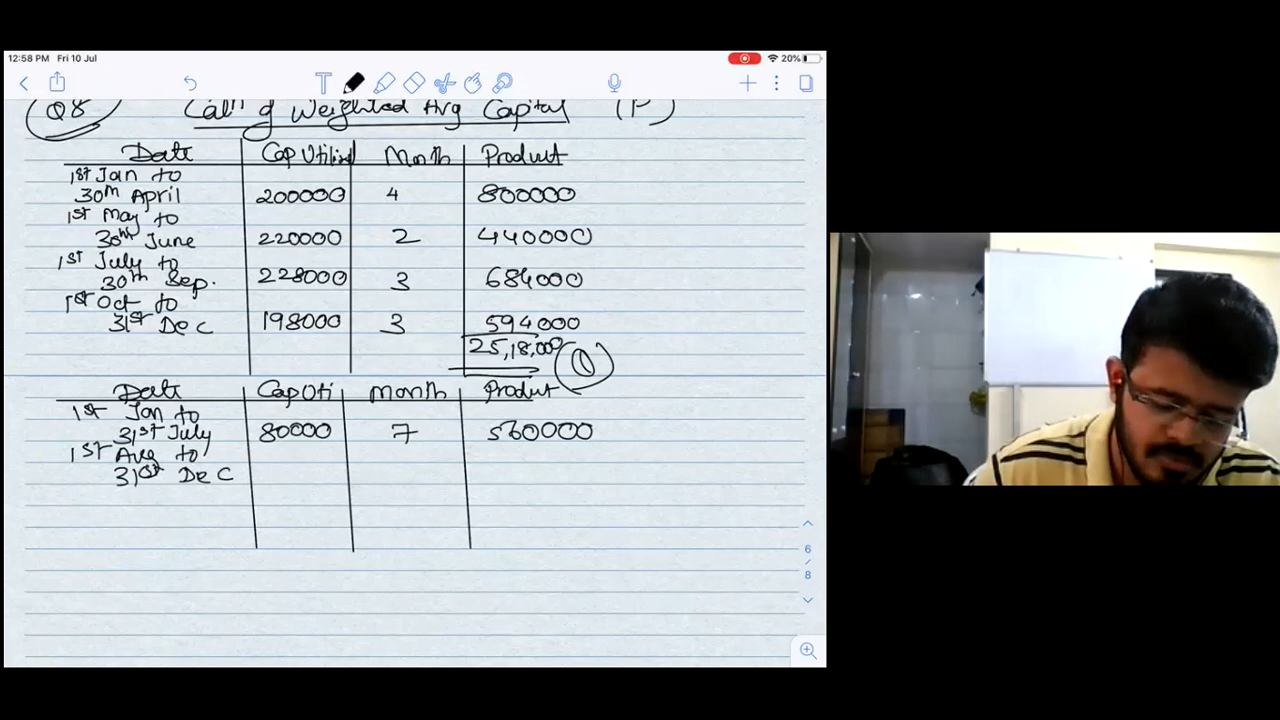 12:58 PM Fri 10 Jul
20%
T
Q8 Caln of Weighted Avg Capital (P)
Date Cap Utilised Month Product
1st Jan to
30th April 200000 4 800000
1st May to
30th June 220000 2 440000
1st July to
30th Sep. 228000 3 684000
1st Oct to
31st Dec 198000 3 594000
25,18,000 1
Date Cap Uti Month Product
1st Jan to
31st July 80000 7 560000
1st Aug to
31st Dec
6
8